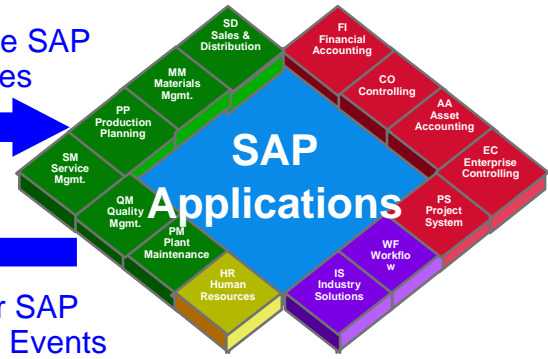 e SAP
es
r SAP
Events
SD
Sales &
Distribution
MM
Materials
Mgmt.
PP
Production
Planning
SM
Service
Mgmt.
QM
Quality
Mgmt.
PM
Plant
Maintenance
HR
Human
Resources
SAP
Applications
FI
Financial
Accounting
CO
Controlling
AA
Asset
Accounting
EC
Enterprise
Controlling
PS
Project
System
WF
Workflo
w
IS
Industry
Solutions